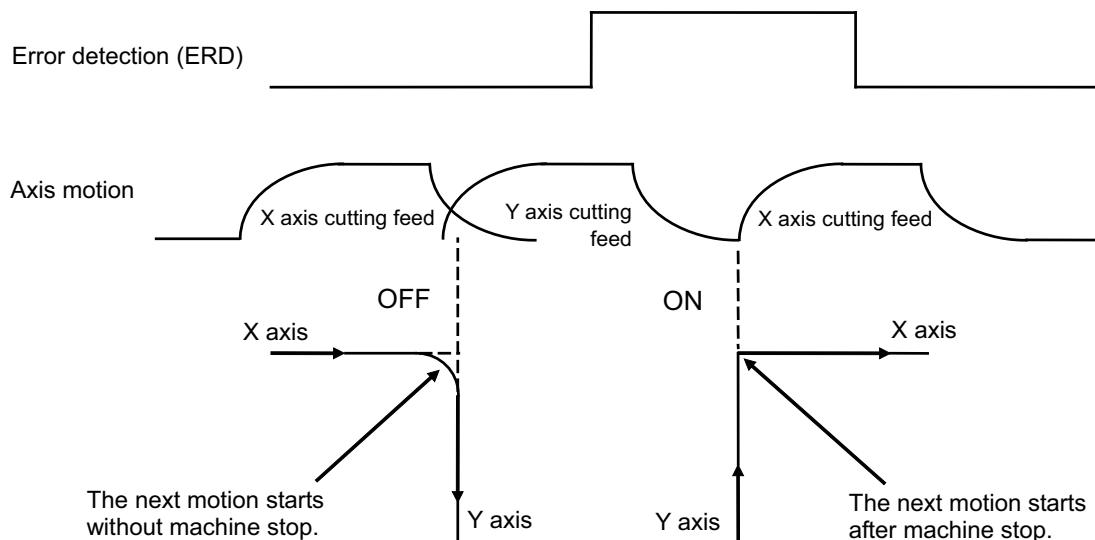 Error detection (ERD)
Axis motion
X axis cutting feed
Y axis cutting
feed
X axis cutting feed
OFF
ON
X axis
X axis
The next motion starts
without machine stop.
Y axis
Y axis
The next motion starts
after machine stop.